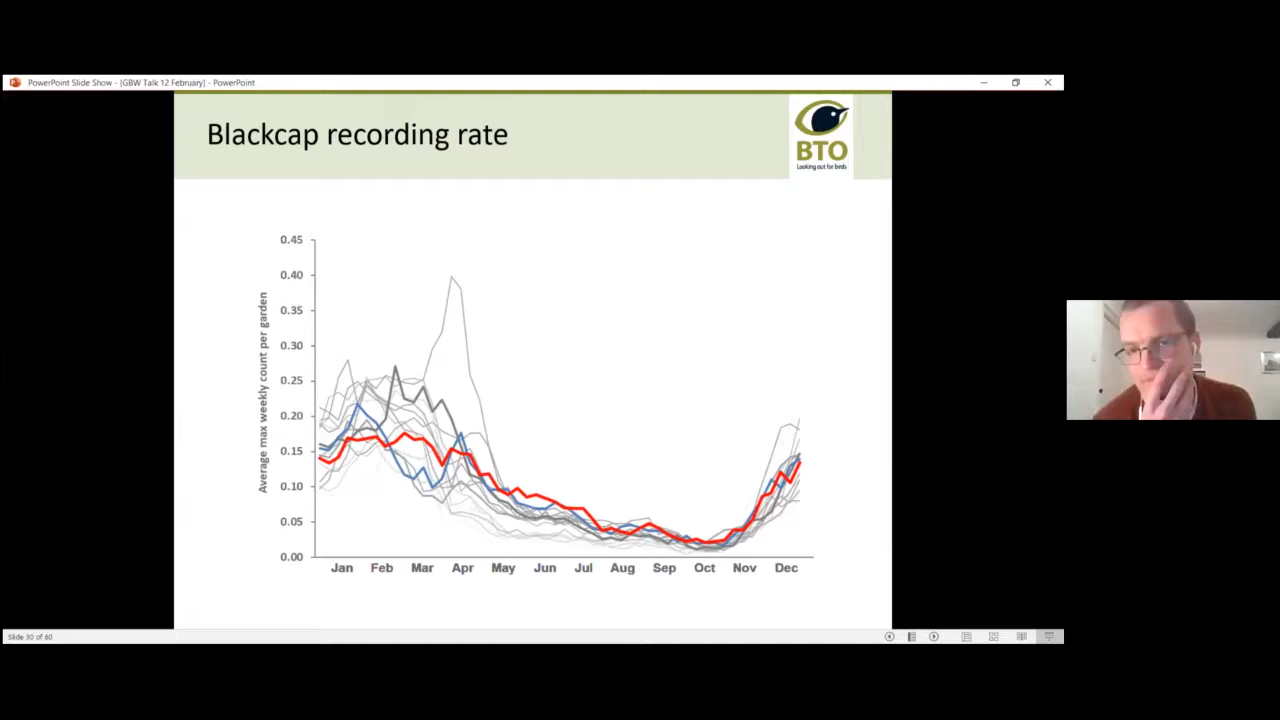 PowerPoint Slide Show - [GBW Talk 12 February] - PowerPoint
Blackcap recording rate
BTO
Looking out for birds
Average max weekly count per garden
0.45
0.40
0.35
0.30
0.25
0.20
0.15
0.10
0.05
0.00
Jan Feb Mar Apr May Jun Jul Aug Sep Oct Nov Dec
Slide 30 of 60